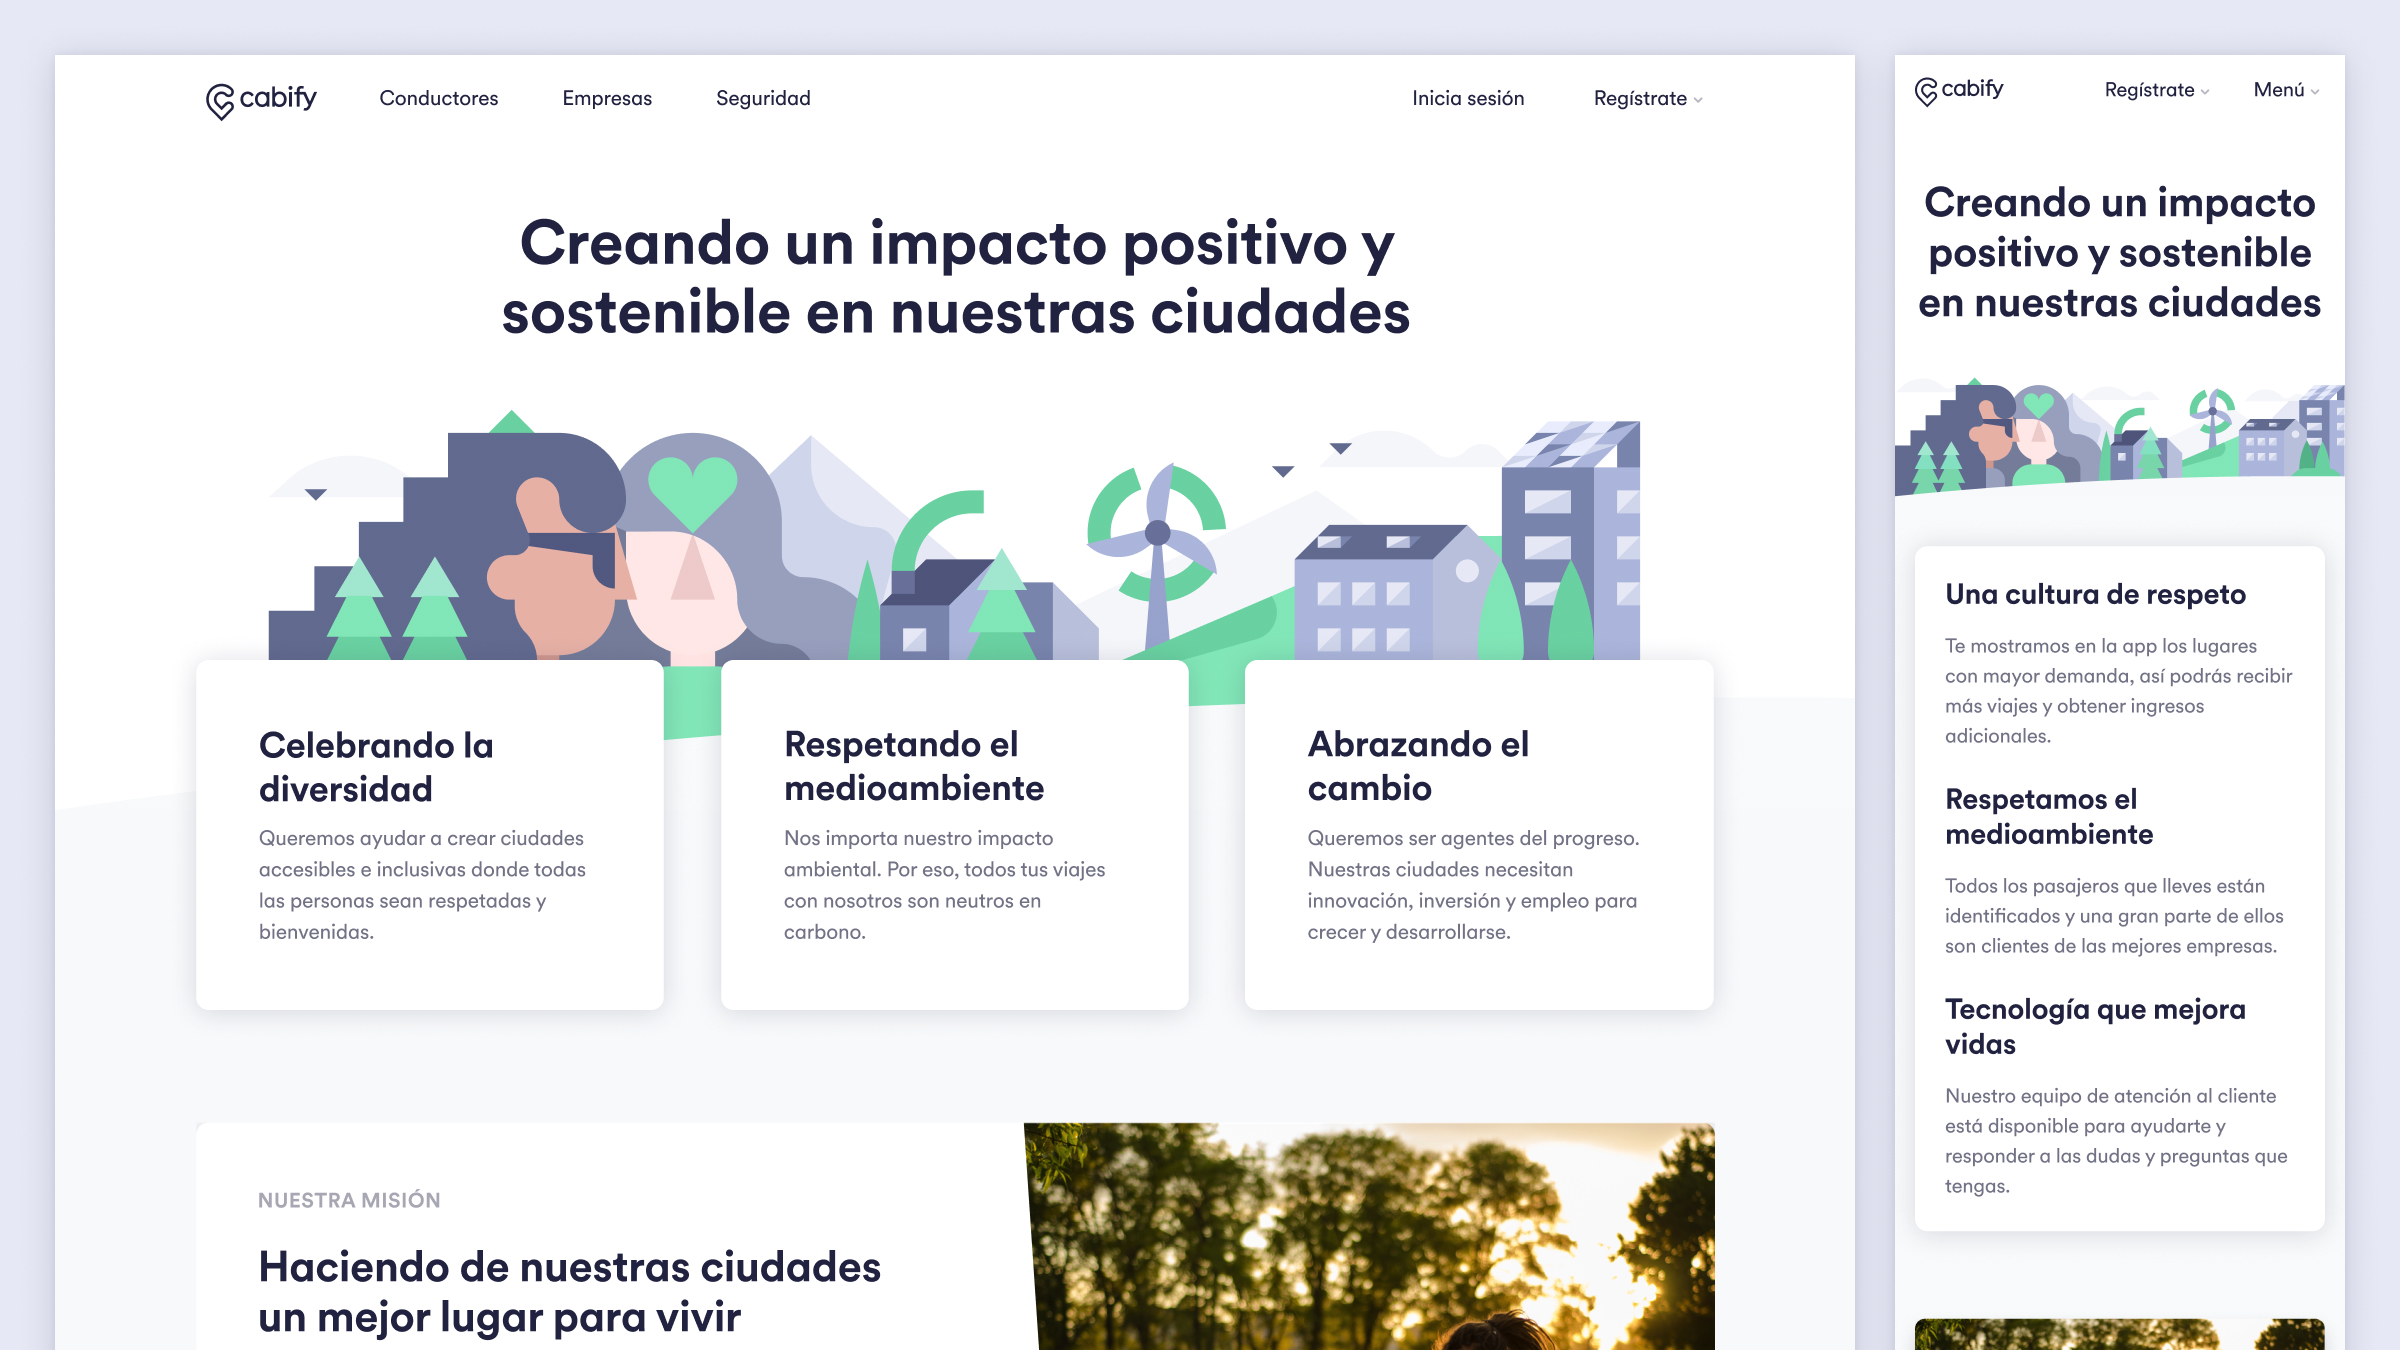 cabify
Conductores
Empresas
Seguridad
Inicia sesión
Regístrate
Creando un impacto positivo y
sostenible en nuestras ciudades
Celebrando la
diversidad
Queremos ayudar a crear ciudades
accesibles e inclusivas donde todas
las personas sean respetadas y
bienvenidas.
Respetando el
medioambiente
Nos importa nuestro impacto
ambiental. Por eso, todos tus viajes
con nosotros son neutros en
carbono.
Abrazando el
cambio
Queremos ser agentes del progreso.
Nuestras ciudades necesitan
innovación, inversión y empleo para
crecer y desarrollarse.
NUESTRA MISIÓN
Haciendo de nuestras ciudades
un mejor lugar para vivir
cabify
Regístrate
Menú
Creando un impacto
positivo y sostenible
en nuestras ciudades
Una cultura de respeto
Te mostramos en la app los lugares
con mayor demanda, así podrás recibir
más viajes y obtener ingresos
adicionales.
Respetamos el
medioambiente
Todos los pasajeros que lleves están
identificados y una gran parte de ellos
son clientes de las mejores empresas.
Tecnología que mejora
vidas
Nuestro equipo de atención al cliente
está disponible para ayudarte y
responder a las dudas y preguntas que
tengas.